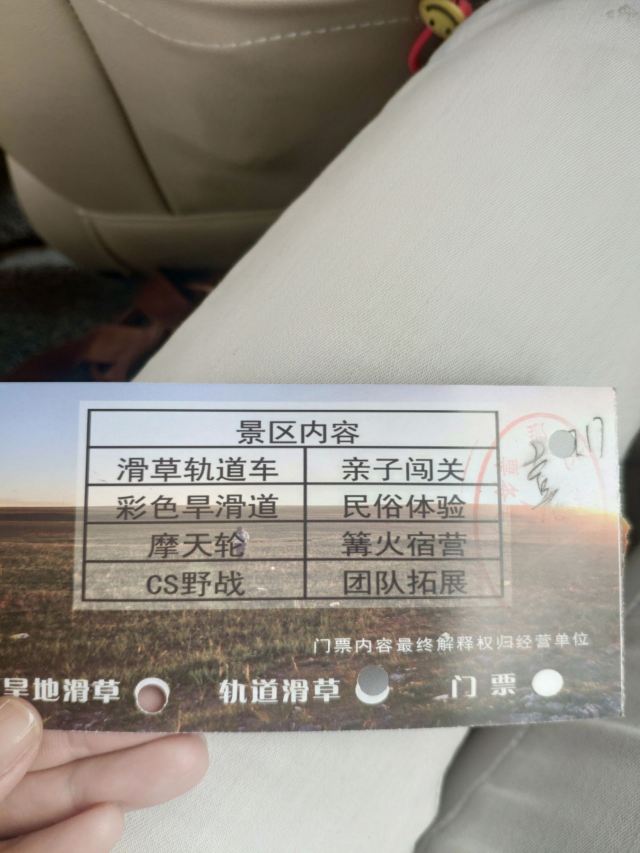 景区内容
滑草轨道车 亲子闯关
彩色旱滑道 民俗体验
摩天轮 篝火宿营
CS野战 团队拓展
门票内容最终解释权归经营单位
旱地滑草 轨道滑草 门票